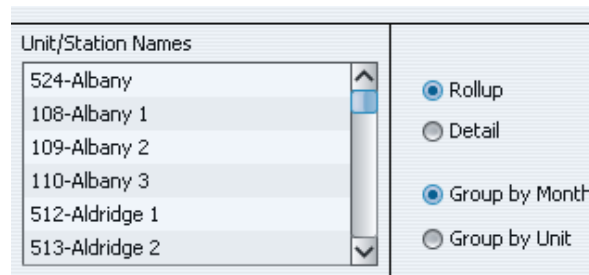 Unit/Station Names
524-Albany
108-Albany 1
109-Albany 2
110-Albany 3
512-Aldridge 1
513-Aldridge 2
Rollup
Detail
Group by Month
Group by Unit